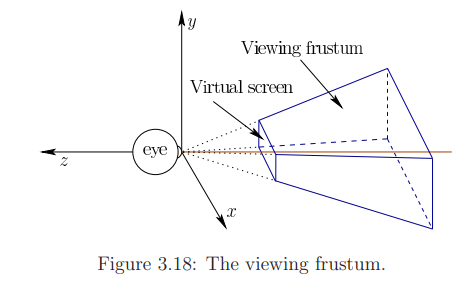 y
Viewing frustum
Virtual screen
eye
z
x
Figure 3.18: The viewing frustum.